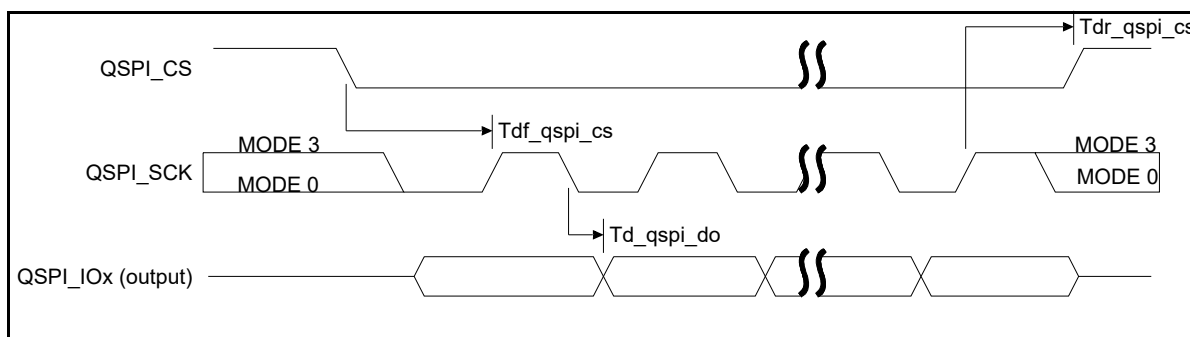 Tdr_qspi_cs
QSPI_CS
Tdf_qspi_cs
MODE 3
MODE 3
QSPI_SCK
MODE 0
MODE 0
Td_qspi_do
QSPI_IOx (output)